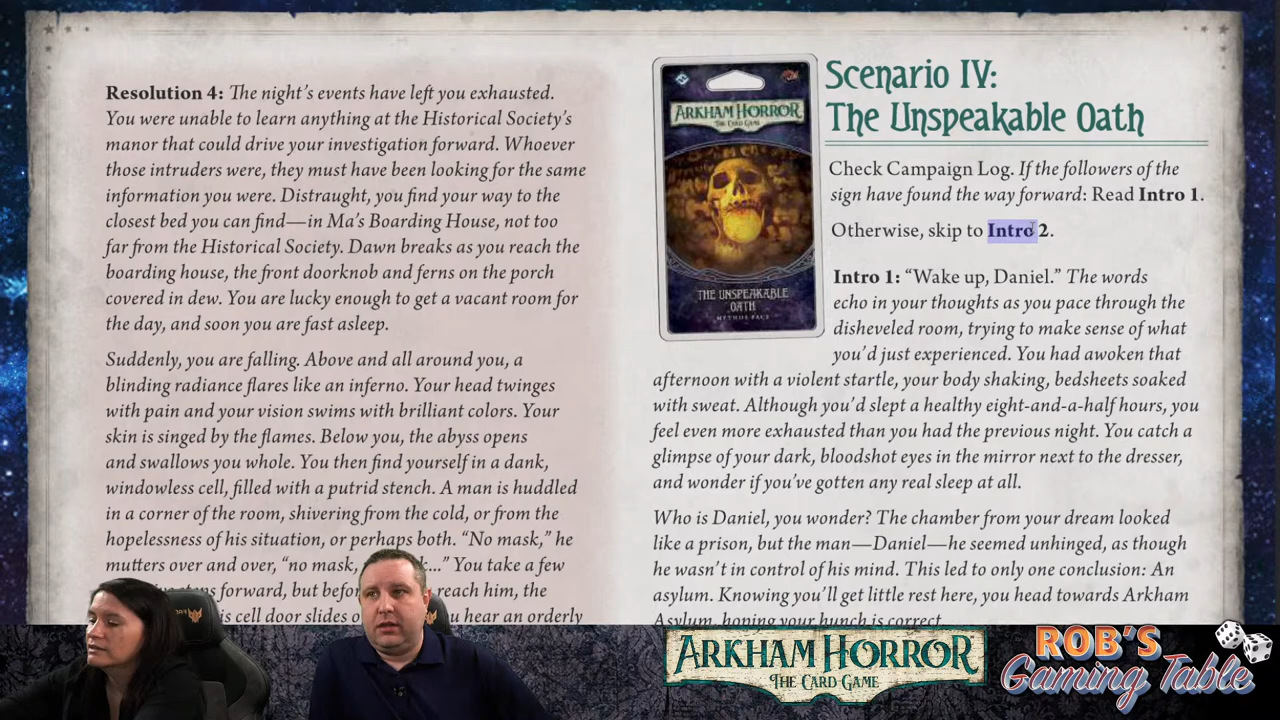 Resolution 4: The night's events have left you exhausted.
You were unable to learn anything at the Historical Society's
manor that could drive your investigation forward. Whoever
those intruders were, they must have been looking for the same
information you were. Distraught, you find your way to the
closest bed you can find—in Ma's Boarding House, not too
far from the Historical Society. Dawn breaks as you reach the
boarding house, the front doorknob and ferns on the porch
covered in dew. You are lucky enough to get a vacant room for
the day, and soon you are fast asleep.
Suddenly, you are falling. Above and all around you, a
blinding radiance flares like an inferno. Your head twinges
with pain and your vision swims with brilliant colors. Your
skin is singed by the flames. Below you, the abyss opens
and swallows you whole. You then find yourself in a dank,
windowless cell, filled with a putrid stench. A man is huddled
in a corner of the room, shivering from the cold, or from the
hopelessness of his situation, or perhaps both. “No mask,” he
mutters over and over, “no mask, k...” You take a few
forward, but befor reach him, the
is cell door slides o u hear an orderly
ARKHAM HORROR
THE CARD GAME
THE UNSPEAKABLE
OATH
MYTHOS PACK
Scenario IV:
The Unspeakable Oath
Check Campaign Log. If the followers of the
sign have found the way forward: Read Intro 1.
Otherwise, skip to Intro 2.
Intro 1: “Wake up, Daniel.” The words
echo in your thoughts as you pace through the
disheveled room, trying to make sense of what
you'd just experienced. You had awoken that
afternoon with a violent startle, your body shaking, bedsheets soaked
with sweat. Although you'd slept a healthy eight-and-a-half hours, you
feel even more exhausted than you had the previous night. You catch a
glimpse of your dark, bloodshot eyes in the mirror next to the dresser,
and wonder if you've gotten any real sleep at all.
Who is Daniel, you wonder? The chamber from your dream looked
like a prison, but the man—Daniel—he seemed unhinged, as though
he wasn't in control of his mind. This led to only one conclusion: An
asylum. Knowing you'll get little rest here, you head towards Arkham
Asylum, hoping your hunch is correct.
ARKHAM HORROR
THE CARD GAME
ROB'S
Gaming Table